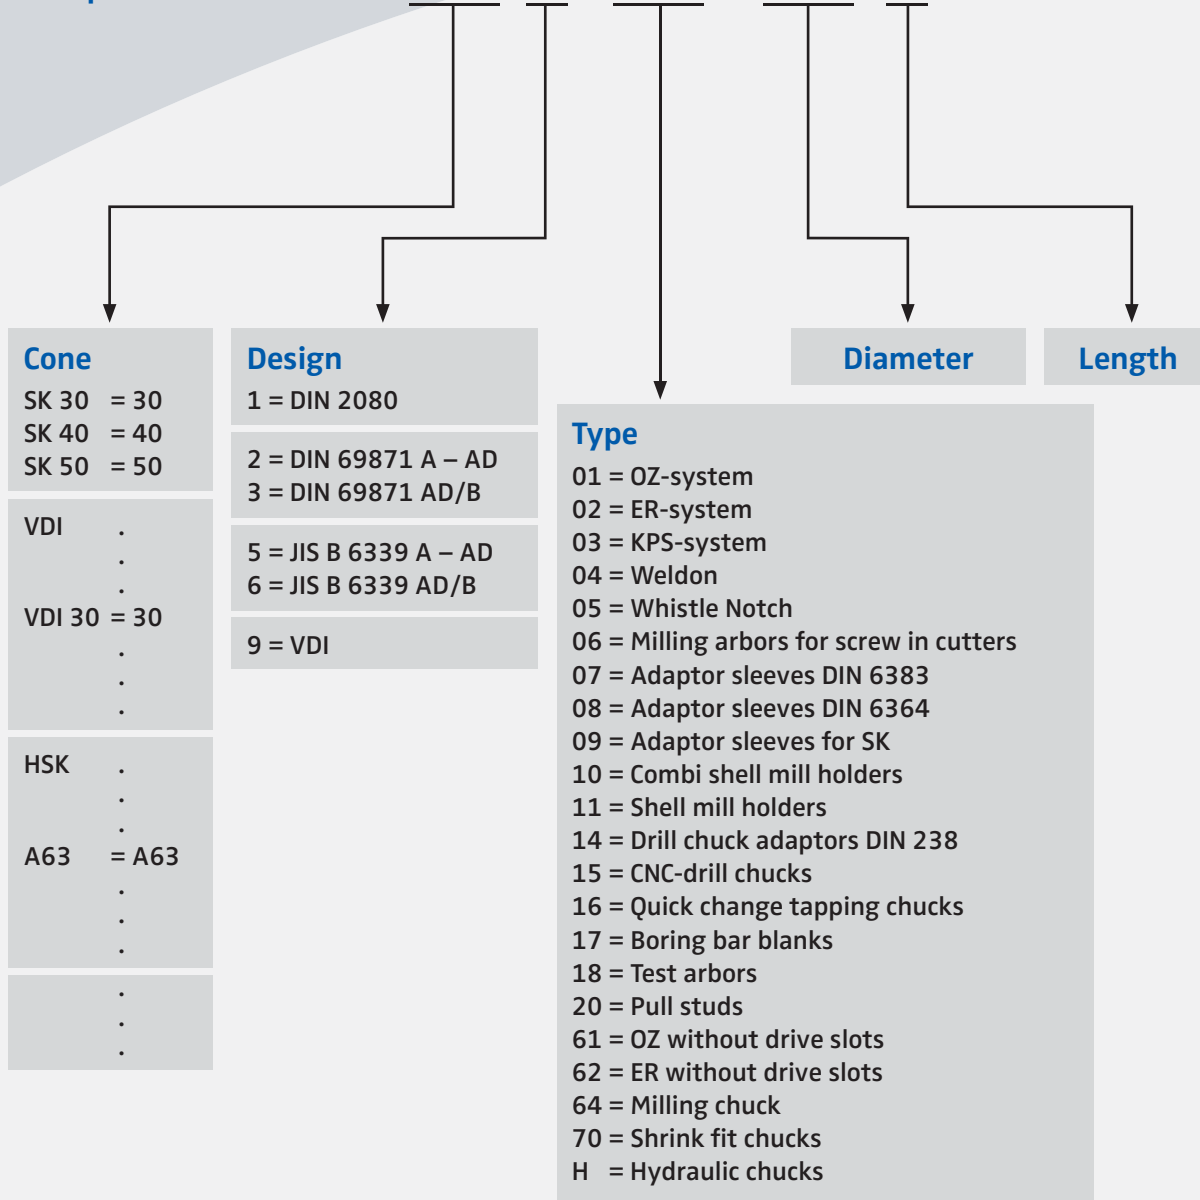 Cone
SK 30 = 30
SK 40 = 40
SK 50 = 50
VDI .
.
.
VDI 30 = 30
.
.
.
HSK .
.
.
A63 = A63
.
.
.
.
.
.
Design
1 = DIN 2080
2 = DIN 69871 A – AD
3 = DIN 69871 AD/B
5 = JIS B 6339 A – AD
6 = JIS B 6339 AD/B
9 = VDI
Type
01 = OZ-system
02 = ER-system
03 = KPS-system
04 = Weldon
05 = Whistle Notch
06 = Milling arbors for screw in cutters
07 = Adaptor sleeves DIN 6383
08 = Adaptor sleeves DIN 6364
09 = Adaptor sleeves for SK
10 = Combi shell mill holders
11 = Shell mill holders
14 = Drill chuck adaptors DIN 238
15 = CNC-drill chucks
16 = Quick change tapping chucks
17 = Boring bar blanks
18 = Test arbors
20 = Pull studs
61 = OZ without drive slots
62 = ER without drive slots
64 = Milling chuck
70 = Shrink fit chucks
H = Hydraulic chucks
Diameter
Length